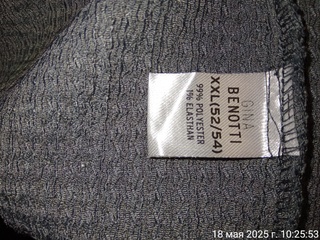 GINA
BENOTTI
XXL(52/54)
99% POLYESTER
1% ELASTHAN
18 мая 2025 г. 10:25:53